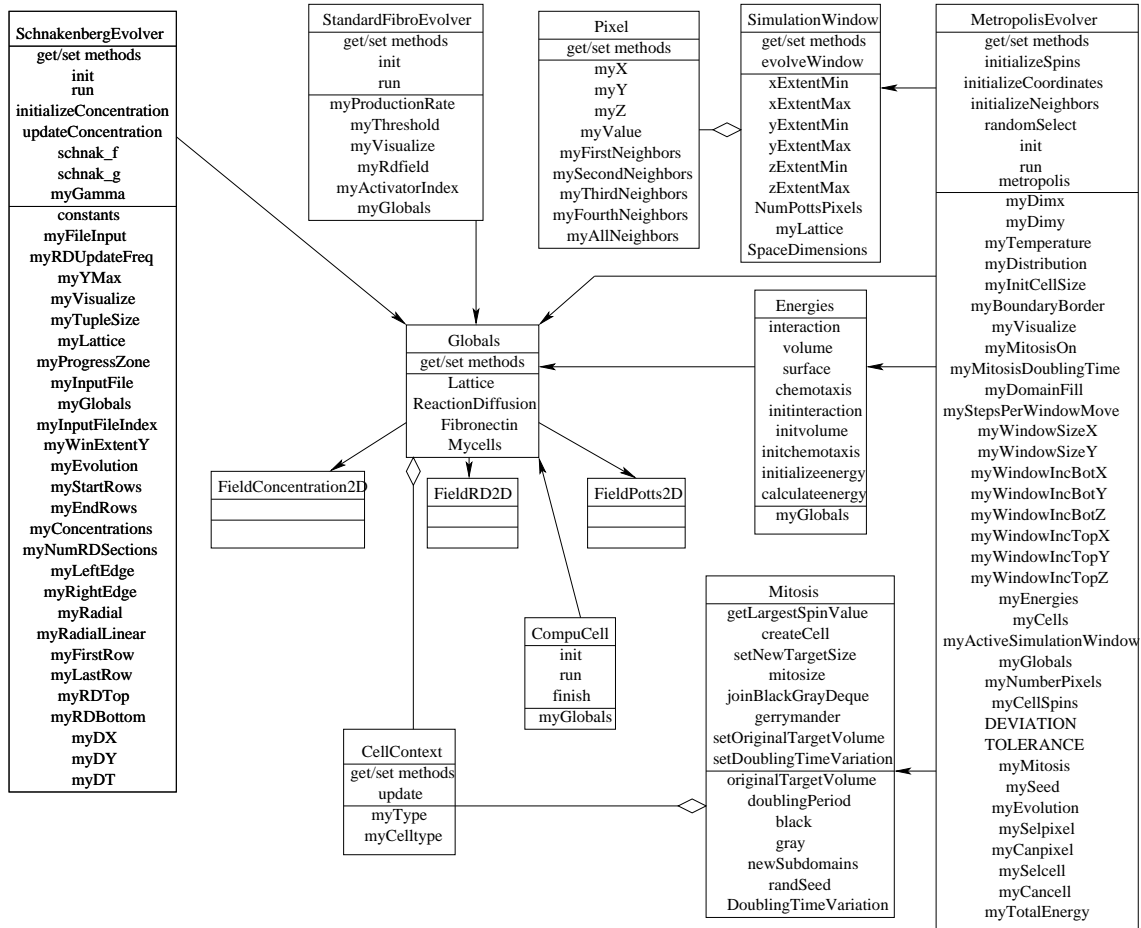 SchnakenbergEvolver
get/set methods
init
run
initializeConcentration
updateConcentration
schnak_f
schnak_g
myGamma
constants
myFileInput
myRDUpdateFreq
myYMax
myVisualize
myTupleSize
myLattice
myProgressZone
myInputFile
myGlobals
myInputFileIndex
myWinExtentY
myEvolution
myStartRows
myEndRows
myConcentrations
myNumRDSections
myLeftEdge
myRightEdge
myRadial
myRadialLinear
myFirstRow
myLastRow
myRDTop
myRDBottom
myDX
myDY
myDT
StandardFibroEvolver
get/set methods
init
run
myProductionRate
myThreshold
myVisualize
myRdfield
myActivatorIndex
myGlobals
Pixel
get/set methods
myX
myY
myZ
myValue
myFirstNeighbors
mySecondNeighbors
myThirdNeighbors
myFourthNeighbors
myAllNeighbors
SimulationWindow
get/set methods
evolveWindow
xExtentMin
xExtentMax
yExtentMin
yExtentMax
zExtentMin
zExtentMax
NumPottsPixels
myLattice
SpaceDimensions
MetropolisEvolver
get/set methods
initializeSpins
initializeCoordinates
initializeNeighbors
randomSelect
init
run
metropolis
myDimx
myDimy
myTemperature
myDistribution
myInitCellSize
myBoundaryBorder
myVisualize
myMitosisOn
myMitosisDoublingTime
myDomainFill
myStepsPerWindowMove
myWindowSizeX
myWindowSizeY
myWindowIncBotX
myWindowIncBotY
myWindowIncBotZ
myWindowIncTopX
myWindowIncTopY
myWindowIncTopZ
myEnergies
myCells
myActiveSimulationWindow
myGlobals
myNumberPixels
myCellSpins
DEVIATION
TOLERANCE
myMitosis
mySeed
myEvolution
mySelpixel
myCanpixel
mySelcell
myCancell
myTotalEnergy
Globals
get/set methods
Lattice
ReactionDiffusion
Fibronectin
Mycells
Energies
interaction
volume
surface
chemotaxis
initinteraction
initvolume
initchemotaxis
initializeenergy
calculateenergy
myGlobals
FieldConcentration2D
FieldRD2D
FieldPotts2D
CompuCell
init
run
finish
myGlobals
Mitosis
getLargestSpinValue
createCell
setNewTargetSize
mitosize
joinBlackGrayDeque
gerrymander
setOriginalTargetVolume
setDoublingTimeVariation
originalTargetVolume
doublingPeriod
black
gray
newSubdomains
randSeed
DoublingTimeVariation
CellContext
get/set methods
update
myType
myCelltype